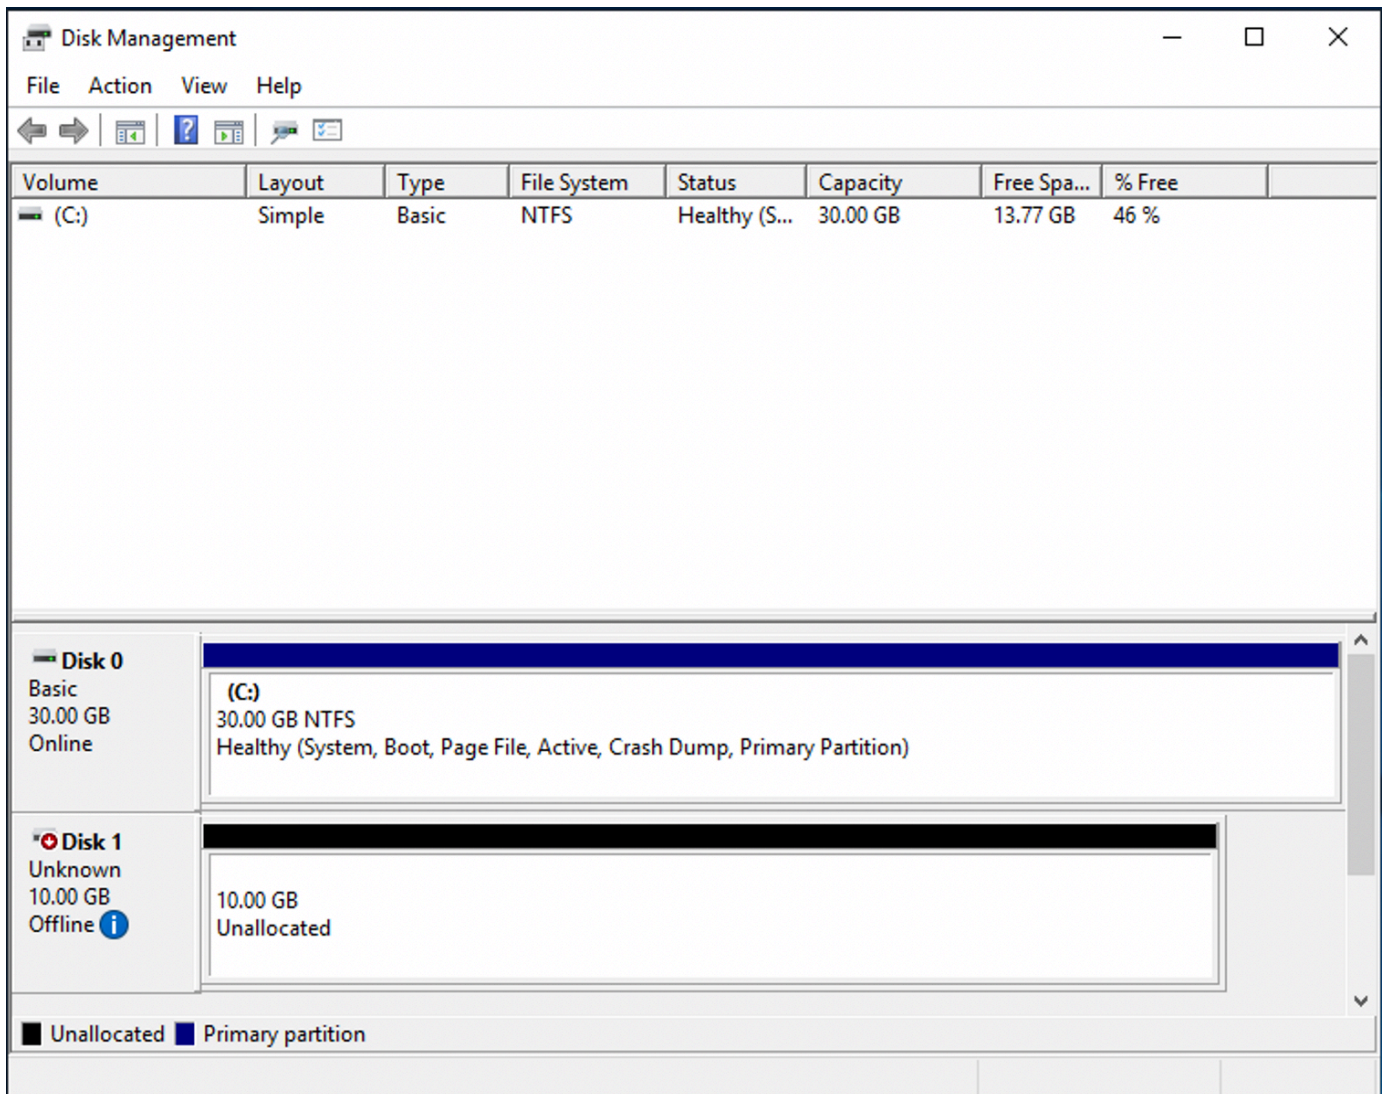 Disk Management
File Action View Help
Volume Layout Type File System Status Capacity Free Spa... % Free
(C:) Simple Basic NTFS Healthy (S... 30.00 GB 13.77 GB 46 %
Disk 0
Basic
30.00 GB
Online
(C:)
30.00 GB NTFS
Healthy (System, Boot, Page File, Active, Crash Dump, Primary Partition)
Disk 1
Unknown
10.00 GB
Offline
10.00 GB
Unallocated
Unallocated Primary partition